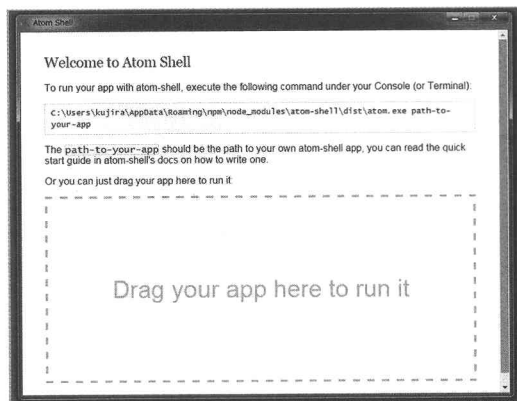 Atom Shell
Welcome to Atom Shell
To run your app with atom-shell, execute the following command under your Console (or Terminal):
C:\Users\kujira\AppData\Roaming\npm\node_modules\atom-shell\dist\atom.exe path-to-
your-app
The path-to-your-app should be the path to your own atom-shell app, you can read the quick
start guide in atom-shell's docs on how to write one.
Or you can just drag your app here to run it
Drag your app here to run it